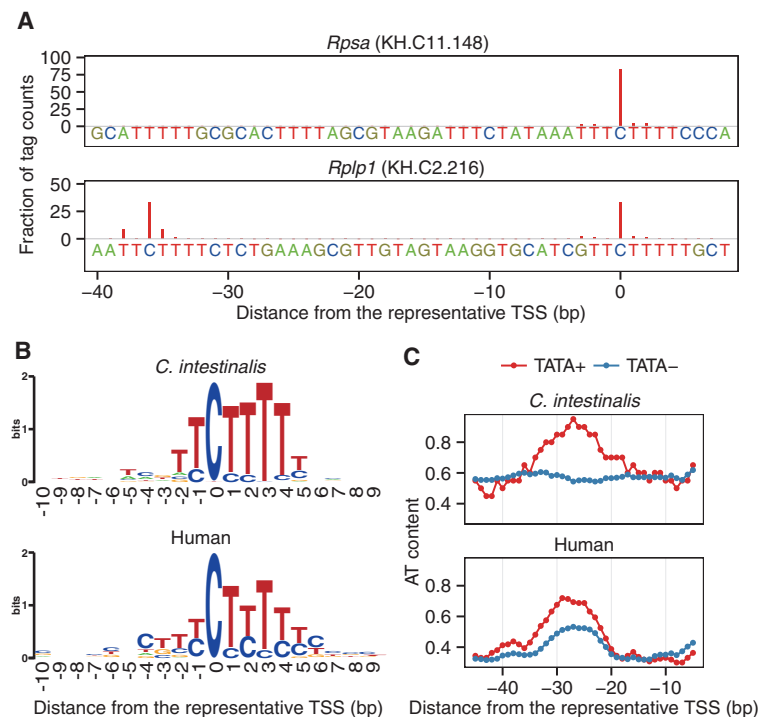 A
Rpsa (KH.C11.148)
100
75
50
25
0
GCATTTTTGCGCACTTTTAGCGTAAGATTTCTATAAATTTCTTTTCCCA
Rplp1 (KH.C2.216)
50
25
0
AATTCTTTTCTCTGAAAGCGTTGTAGTAAGGTGCATCGTTCTTTTTGCT
Fraction of tag counts
−40 −30 −20 −10 0
Distance from the representative TSS (bp)
B
C. intestinalis
2
1
0
bits
TCTTTTT
-10 -9 -8 -7 -6 -5 -4 -3 -2 -1 0 1 2 3 4 5 6 7 8 9
Human
2
1
0
bits
TCTTTTT
-10 -9 -8 -7 -6 -5 -4 -3 -2 -1 0 1 2 3 4 5 6 7 8 9
Distance from the representative TSS (bp)
C
TATA+ TATA−
C. intestinalis
0.8
0.6
0.4
Human
0.8
0.6
0.4
AT content
−40 −30 −20 −10
Distance from the representative TSS (bp)